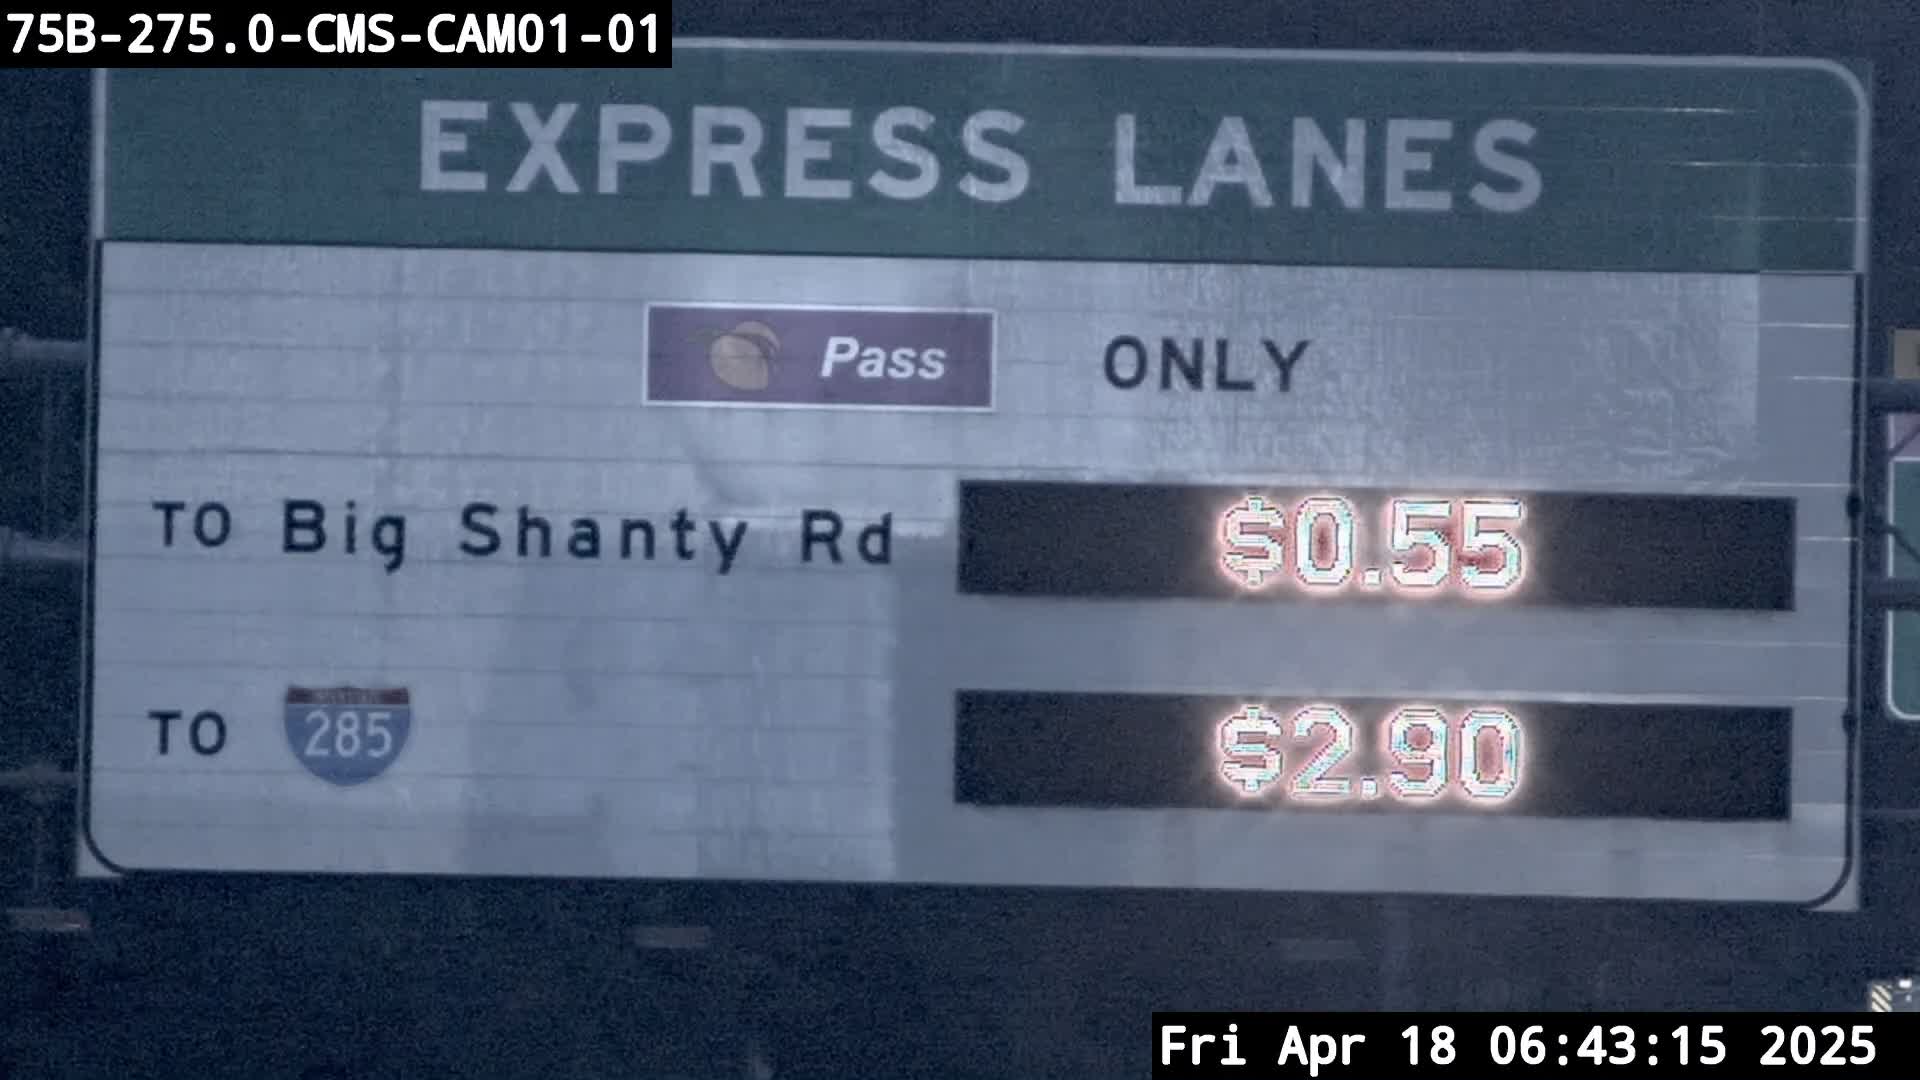 75B-275.0-CMS-CAM01-01
EXPRESS LANES
Pass ONLY
TO Big Shanty Rd $0.55
TO 285 $2.90
Fri Apr 18 06:43:15 2025